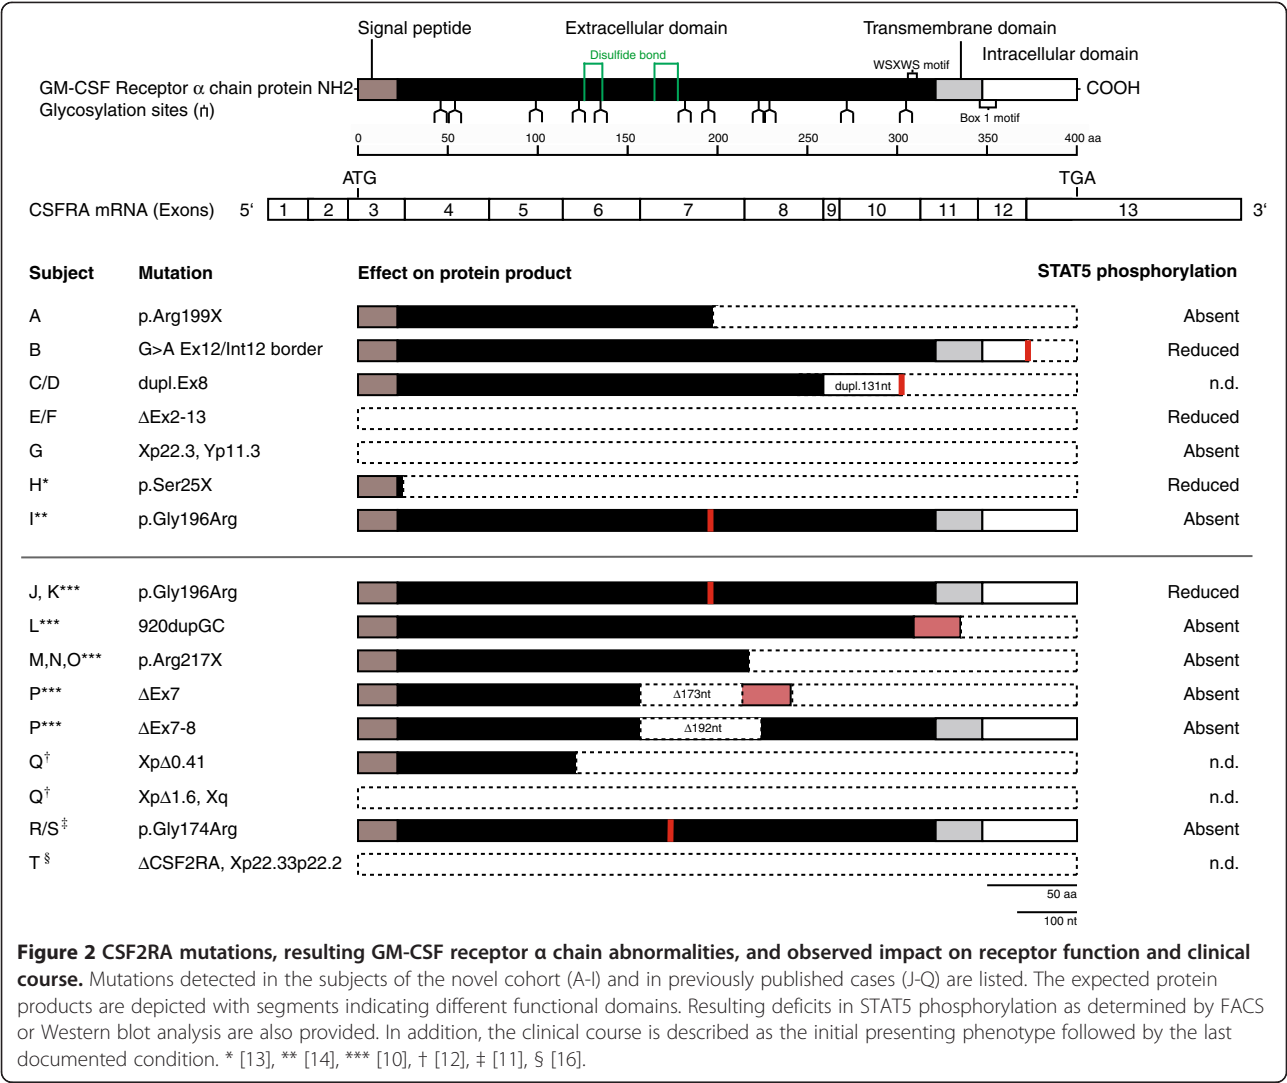 Signal peptide Extracellular domain Transmembrane domain
Disulfide bond Intracellular domain
WSXWS motif
GM-CSF Receptor α chain protein NH2- - COOH
Glycosylation sites (ሰ)
Box 1 motif
0 50 100 150 200 250 300 350 400 aa
ATG TGA
CSFRA mRNA (Exons) 5‘ 1 2 3 4 5 6 7 8 9 10 11 12 13 3‘
Subject Mutation Effect on protein product STAT5 phosphorylation
A p.Arg199X Absent
B G>A Ex12/Int12 border Reduced
C/D dupl.Ex8 dupl.131nt n.d.
E/F ΔEx2-13 Reduced
G Xp22.3, Yp11.3 Absent
H* p.Ser25X Reduced
I** p.Gly196Arg Absent
J, K*** p.Gly196Arg Reduced
L*** 920dupGC Absent
M,N,O*** p.Arg217X Absent
P*** ΔEx7 Δ173nt Absent
P*** ΔEx7-8 Δ192nt Absent
Q† XpΔ0.41 n.d.
Q† XpΔ1.6, Xq n.d.
R/S‡ p.Gly174Arg Absent
T § ΔCSF2RA, Xp22.33p22.2 n.d.
50 aa
100 nt
Figure 2 CSF2RA mutations, resulting GM-CSF receptor α chain abnormalities, and observed impact on receptor function and clinical
course. Mutations detected in the subjects of the novel cohort (A-I) and in previously published cases (J-Q) are listed. The expected protein
products are depicted with segments indicating different functional domains. Resulting deficits in STAT5 phosphorylation as determined by FACS
or Western blot analysis are also provided. In addition, the clinical course is described as the initial presenting phenotype followed by the last
documented condition. * [13], ** [14], *** [10], † [12], ‡ [11], § [16].